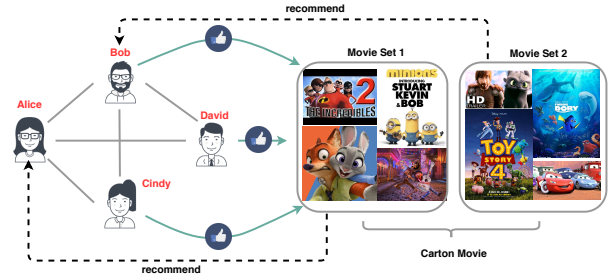 recommend
Bob
Movie Set 1
Movie Set 2
Alice
David
Cindy
2
THE INCREDIBLES
MINIONS
INTRODUCING
STUART
KEVIN
& BOB
HD
DORY
TOY
STORY
4
recommend
Carton Movie